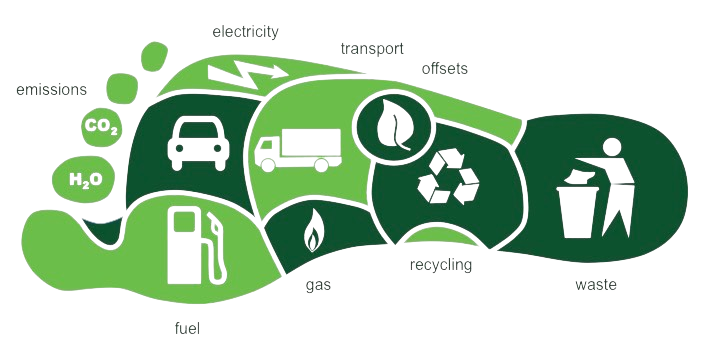 electricity
transport
offsets
emissions
CO₂
H₂O
recycling
gas
waste
fuel